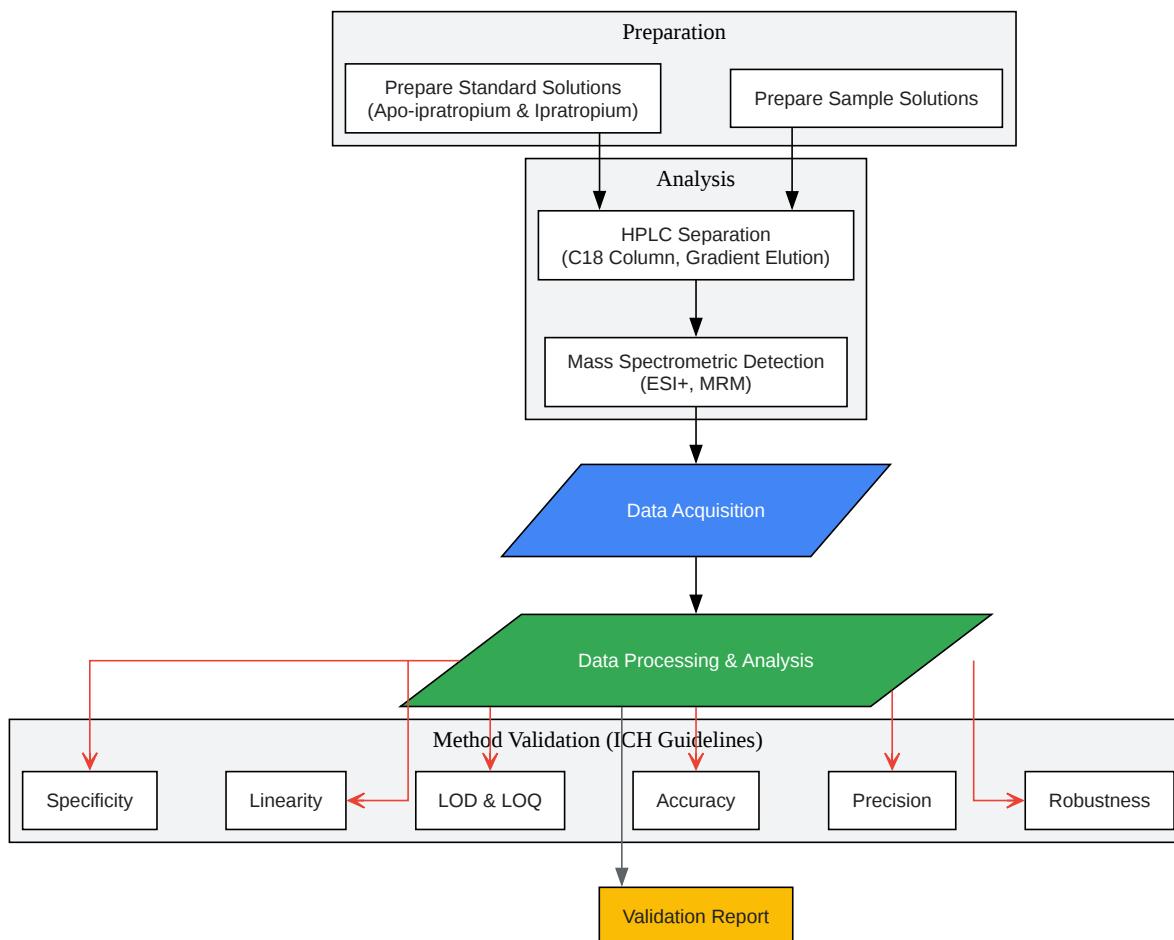 Preparation
Prepare Standard Solutions
(Apo-ipratropium & Ipratropium)
Prepare Sample Solutions
Analysis
HPLC Separation
(C18 Column, Gradient Elution)
Mass Spectrometric Detection
(ESI+, MRM)
Data Acquisition
Data Processing & Analysis
Method Validation (ICH Guidelines)
Specificity
Linearity
LOD & LOQ
Accuracy
Precision
Robustness
Validation Report